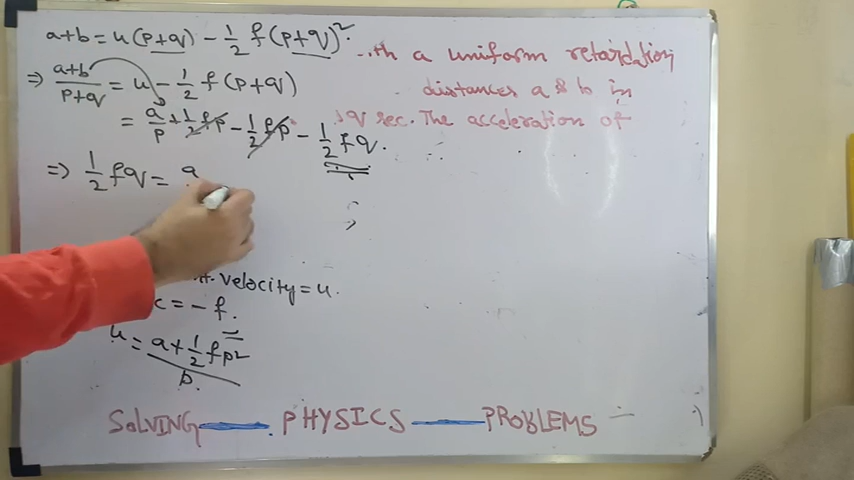 a+b = u(p+q) - 1/2 f(p+q)².
⇒ a+b/p+q = u - 1/2 f(p+q)
= a/p + 1/2 fp - 1/2 fp - 1/2 fq.
⇒ 1/2 fq = a
velocity = u.
= - f.
u = a + 1/2 fp² / p.
a uniform retardation
distances a & b in
q sec. The acceleration of
SOLVING PHYSICS PROBLEMS